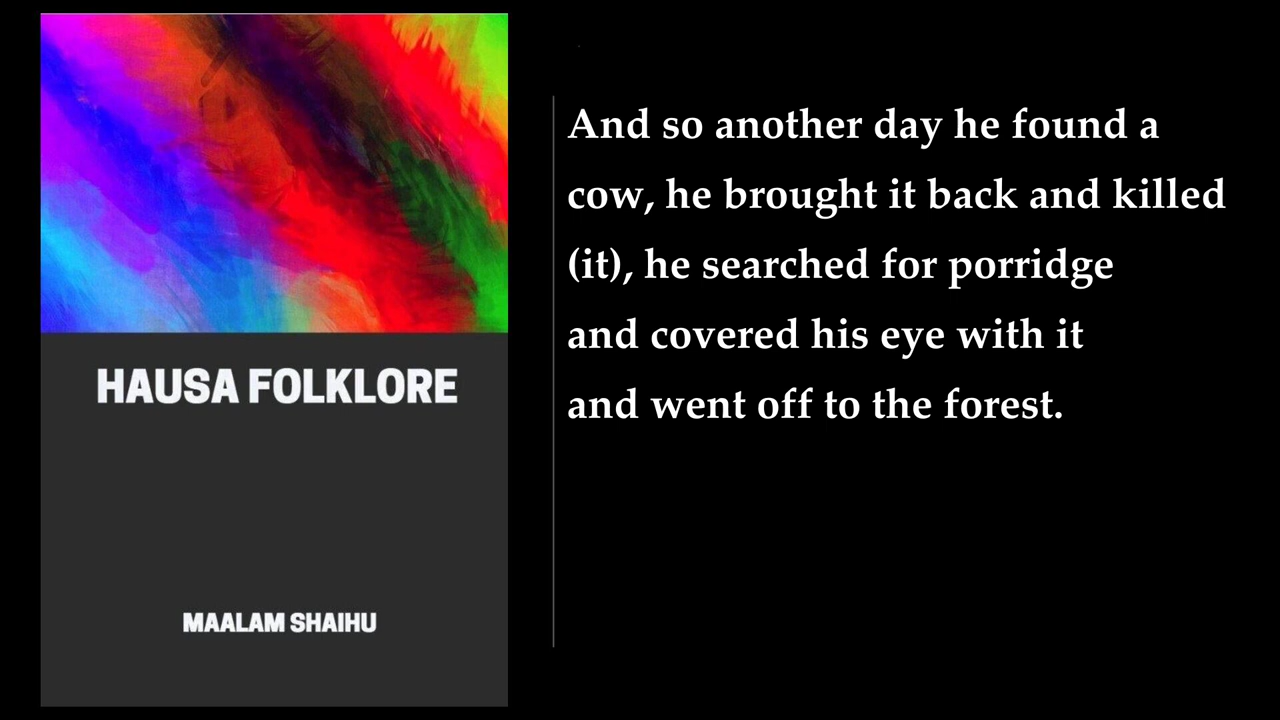 HAUSA FOLKLORE
MAALAM SHAIHU
And so another day he found a
cow, he brought it back and killed
(it), he searched for porridge
and covered his eye with it
and went off to the forest.